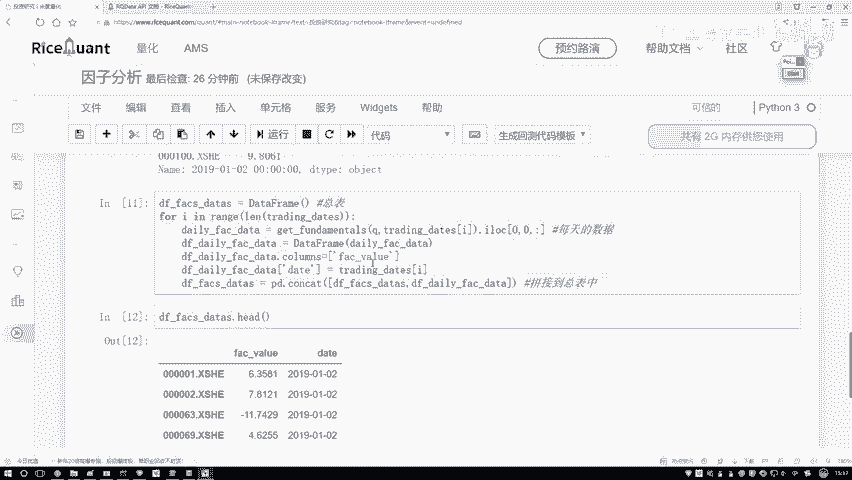 RQData API 文档
https://www.ricequant.com/quant/
RiceQuant
量化
AMS
预约路演
帮助文档
社区
因子分析 最后检查: 26 分钟前 (未保存改变)
文件
编辑
查看
插入
单元格
服务
Widgets
帮助
可信的
Python 3
运行
代码
生成回测代码模板
共有 2G 内存供您使用
000100.XSHE 9.8061
Name: 2019-01-02 00:00:00, dtype: object
In [11]:
df_facs_datas = DataFrame() #总表
for i in range(len(trading_dates)):
daily_fac_data = get_fundamentals(q,trading_dates[i]).iloc[0,0,:] #每天的数据
df_daily_fac_data = DataFrame(daily_fac_data)
df_daily_fac_data.columns=['fac_value']
df_daily_fac_data['date'] = trading_dates[i]
df_facs_datas = pd.concat([df_facs_datas,df_daily_fac_data]) #拼接到总表中
In [12]:
df_facs_datas.head()
Out[12]:
fac_value date
000001.XSHE 6.3581 2019-01-02
000002.XSHE 7.8121 2019-01-02
000063.XSHE -11.7429 2019-01-02
000069.XSHE 4.6255 2019-01-02